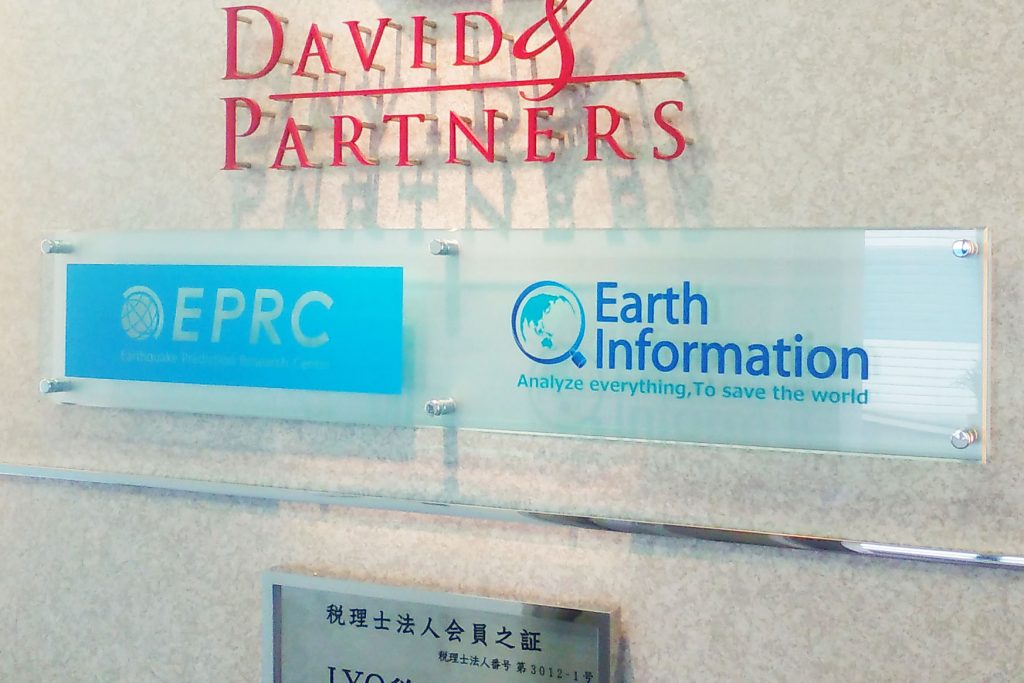 DAVID &
PARTNERS
EPRC
Earthquake Prediction Research Center
Earth
Information
Analyze everything,To save the world
税理士法人会員之証
税理士法人番号 第3012-1号
LYO